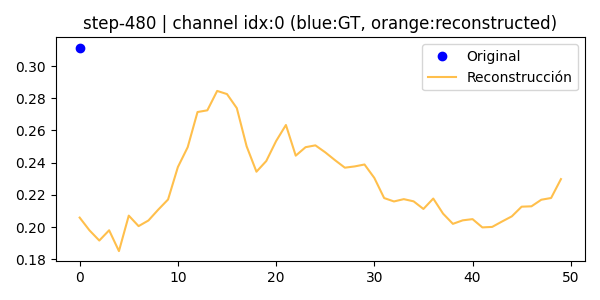 step-480 | channel idx:0 (blue:GT, orange:reconstructed)
Original
Reconstrucción
0.30
0.28
0.26
0.24
0.22
0.20
0.18
0 10 20 30 40 50